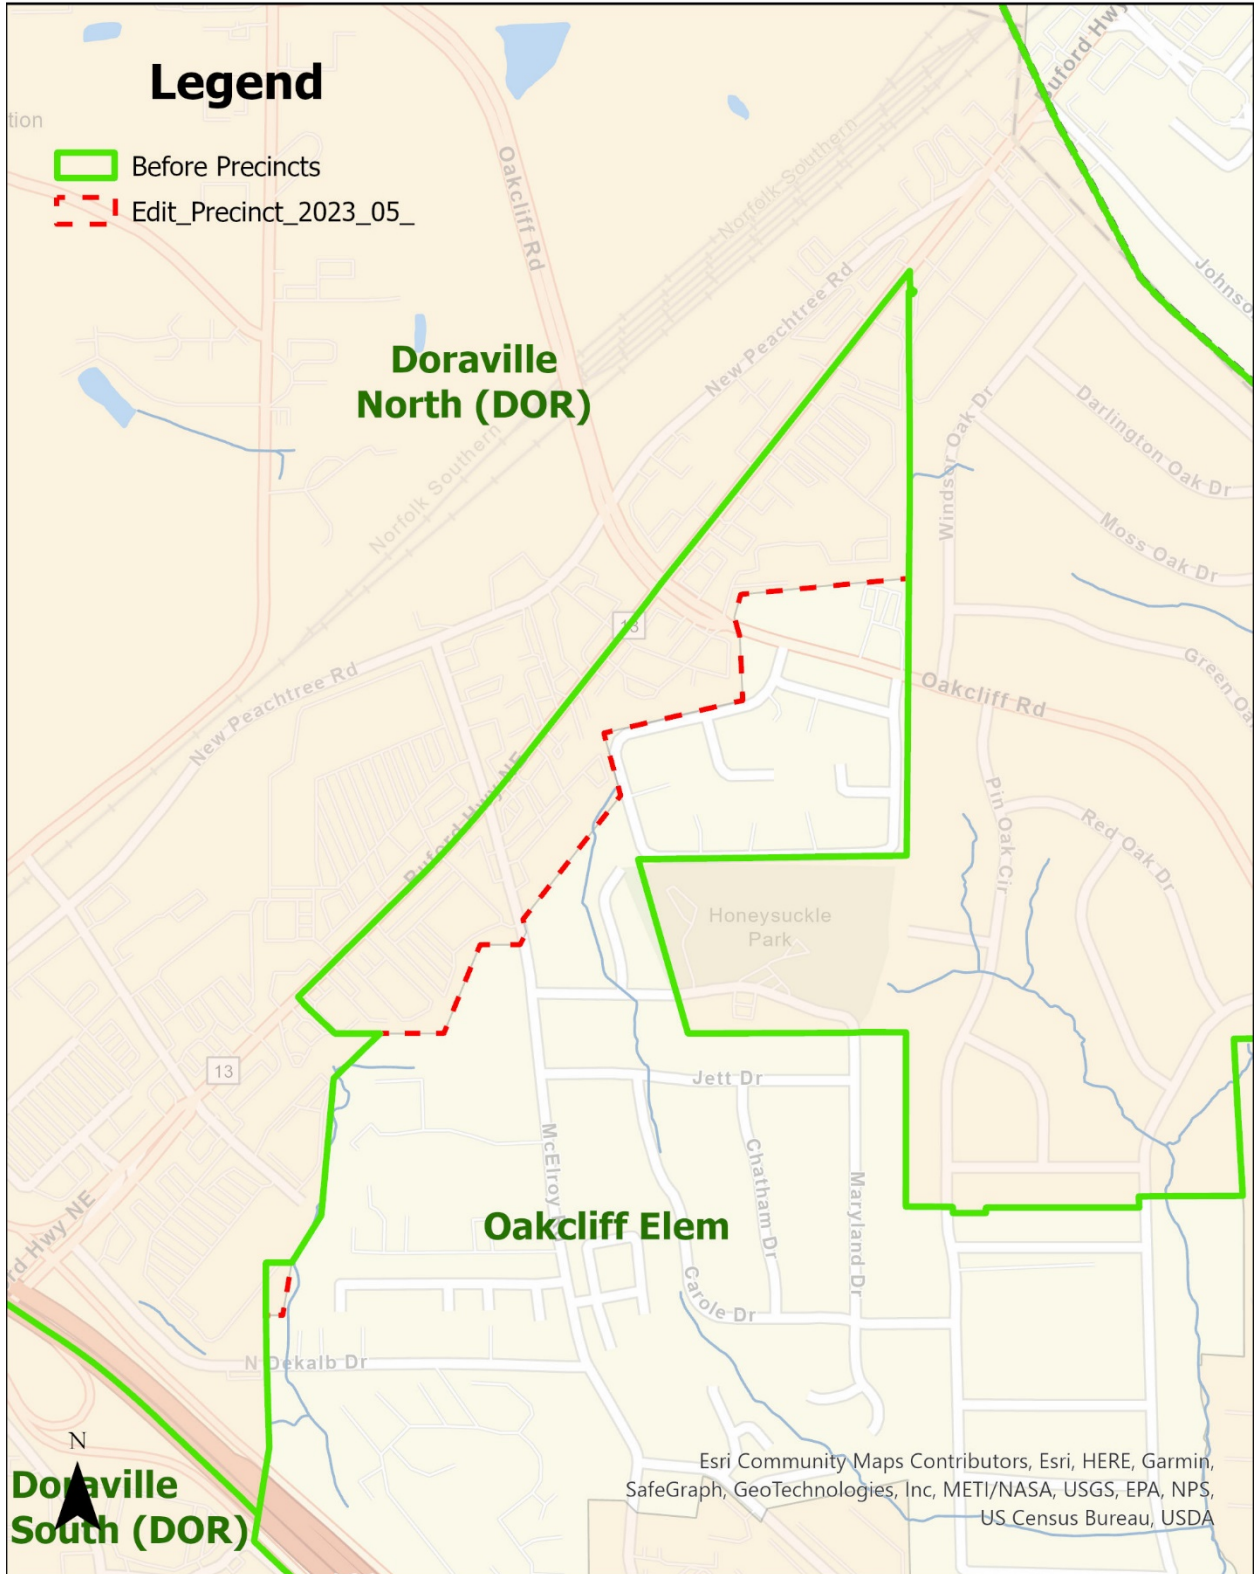 Legend
tion
Before Precincts
Edit_Precinct_2023_05_
Oakcliff Rd
Norfolk Southern
Buford Hwy
Johnson
New Peachtree Rd
Doraville
North (DOR)
Norfolk Southern
Windsor Oak Dr
Darlington Oak Dr
Moss Oak Dr
13
Green Oa
Oakcliff Rd
New Peachtree Rd
Buford Hwy NE
Pin Oak Cir
Red Oak Dr
Honeysuckle
Park
13
Jett Dr
McElroy
Chatham Dr
Maryland Dr
Oakcliff Elem
rd Hwy NE
Carole Dr
N Dekalb Dr
N
Doraville
South (DOR)
Esri Community Maps Contributors, Esri, HERE, Garmin,
SafeGraph, GeoTechnologies, Inc, METI/NASA, USGS, EPA, NPS,
US Census Bureau, USDA